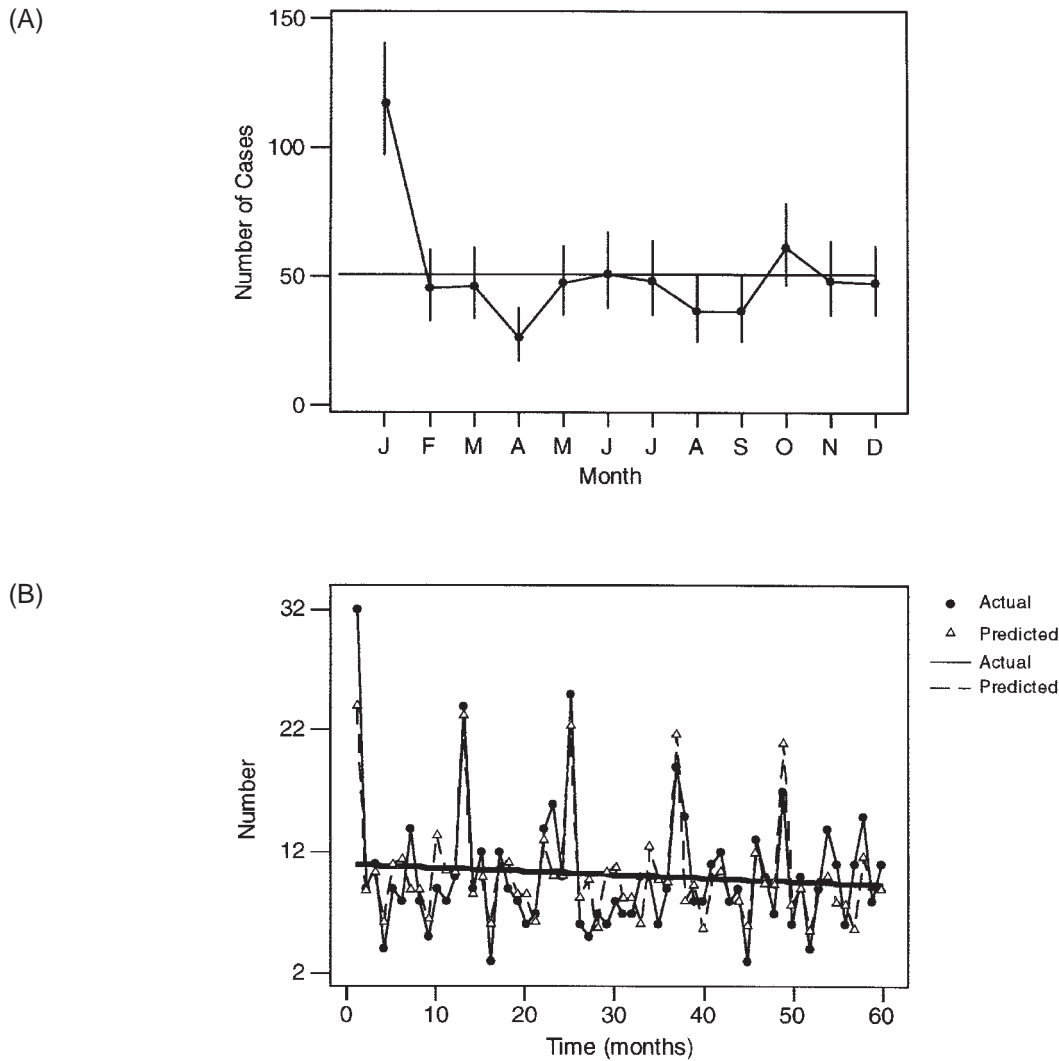 (A)
150
100
50
0
Number of Cases
J F M A M J J A S O N D
Month
(B)
32
22
12
2
Number
0 10 20 30 40 50 60
Time (months)
Actual
Predicted
Actual
Predicted